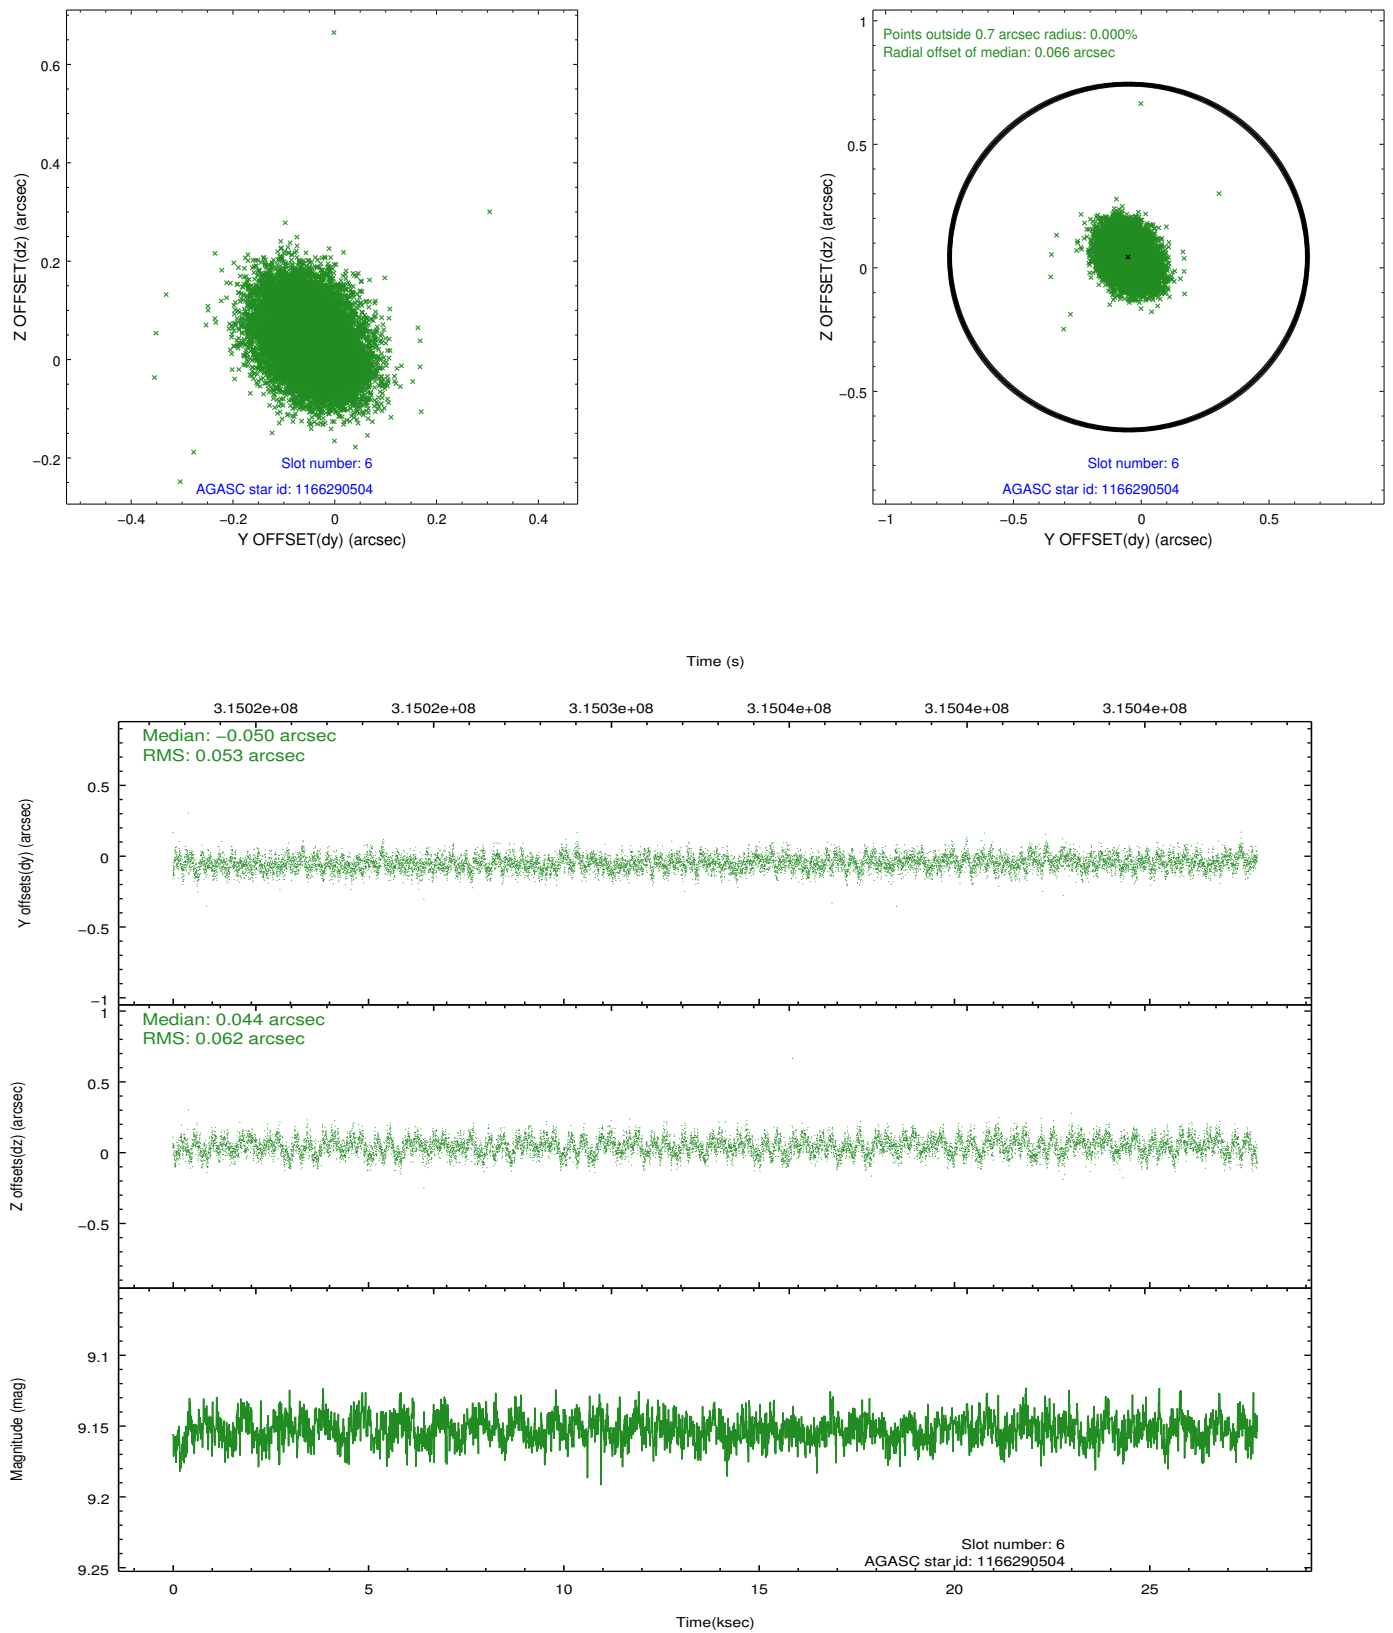 0.6
0.4
0.2
0
−0.2
−0.4
−0.2
0
0.2
0.4
Z OFFSET(dz) (arcsec)
Y OFFSET(dy) (arcsec)
Slot number: 6
AGASC star id: 1166290504
Points outside 0.7 arcsec radius: 0.000%
Radial offset of median: 0.066 arcsec
1
0.5
0
−0.5
−1
−0.5
0
0.5
Z OFFSET(dz) (arcsec)
Y OFFSET(dy) (arcsec)
Slot number: 6
AGASC star id: 1166290504
Time (s)
3.1502e+08 3.1502e+08 3.1503e+08 3.1504e+08 3.1504e+08 3.1504e+08
Median: −0.050 arcsec
RMS: 0.053 arcsec
0.5
0
−0.5
−1
Y offsets(dy) (arcsec)
Median: 0.044 arcsec
RMS: 0.062 arcsec
1
0.5
0
−0.5
Z offsets(dz) (arcsec)
9.1
9.15
9.2
9.25
Magnitude (mag)
Slot number: 6
AGASC star id: 1166290504
0 5 10 15 20 25
Time(ksec)